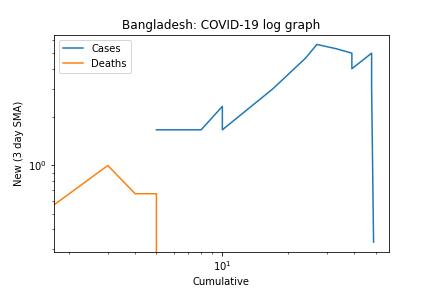 Bangladesh: COVID-19 log graph
Cases
Deaths
New (3 day SMA)
10⁰
10¹
Cumulative